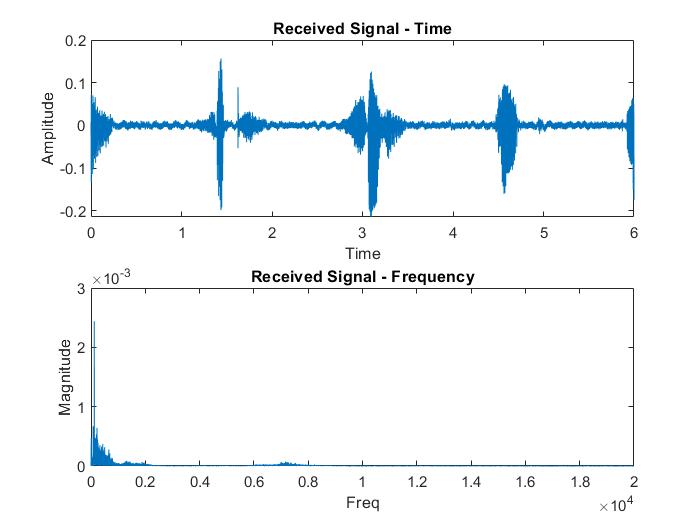 Received Signal - Time
0.2
0.1
0
-0.1
-0.2
Amplitude
0 1 2 3 4 5 6
Time
×10-3
Received Signal - Frequency
3
2
1
0
Magnitude
0 0.2 0.4 0.6 0.8 1 1.2 1.4 1.6 1.8 2
Freq
×104